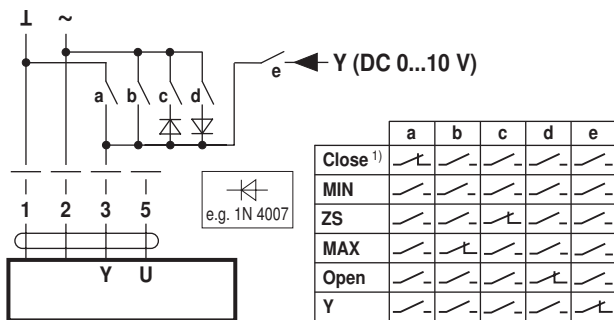 ⊥ ~
e Y (DC 0...10 V)
a b c d
e.g. 1N 4007
1 2 3 5
Y U
a b c d e
Close 1)
MIN
ZS
MAX
Open
Y